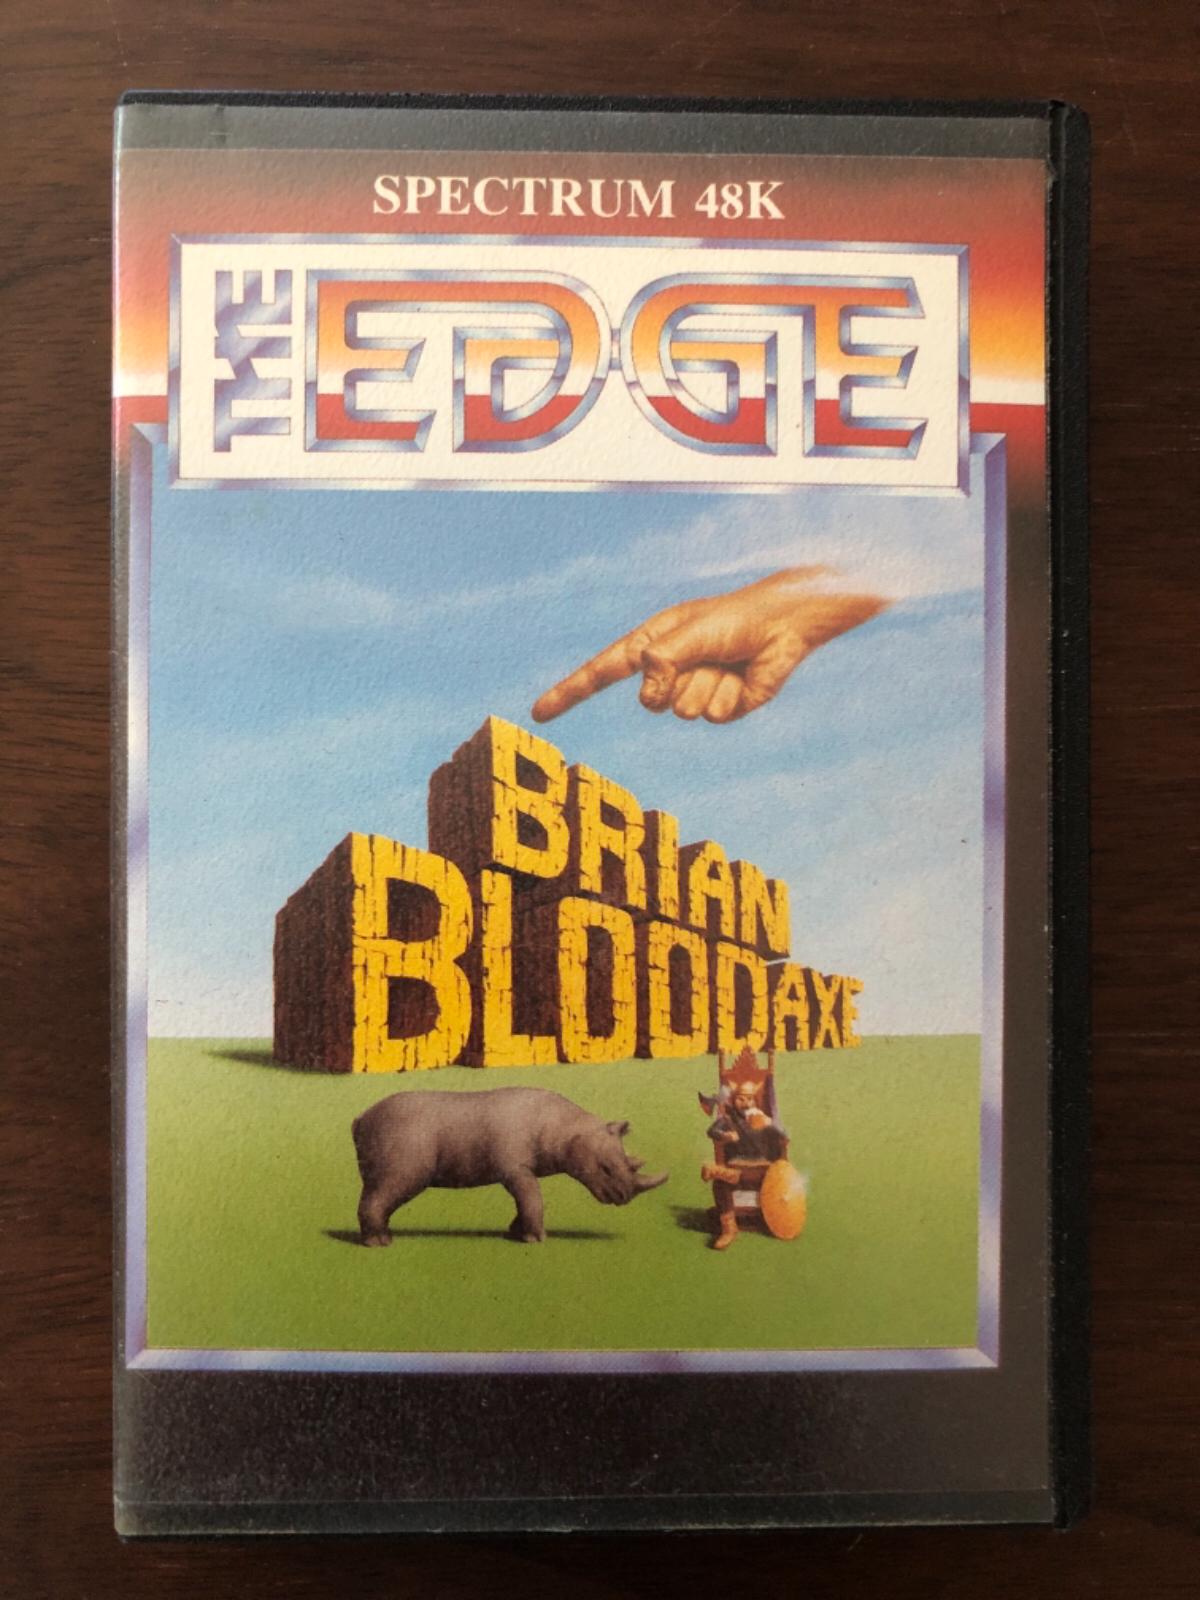 SPECTRUM 48K
THE EDGE
BRIAN
BLOODAXE